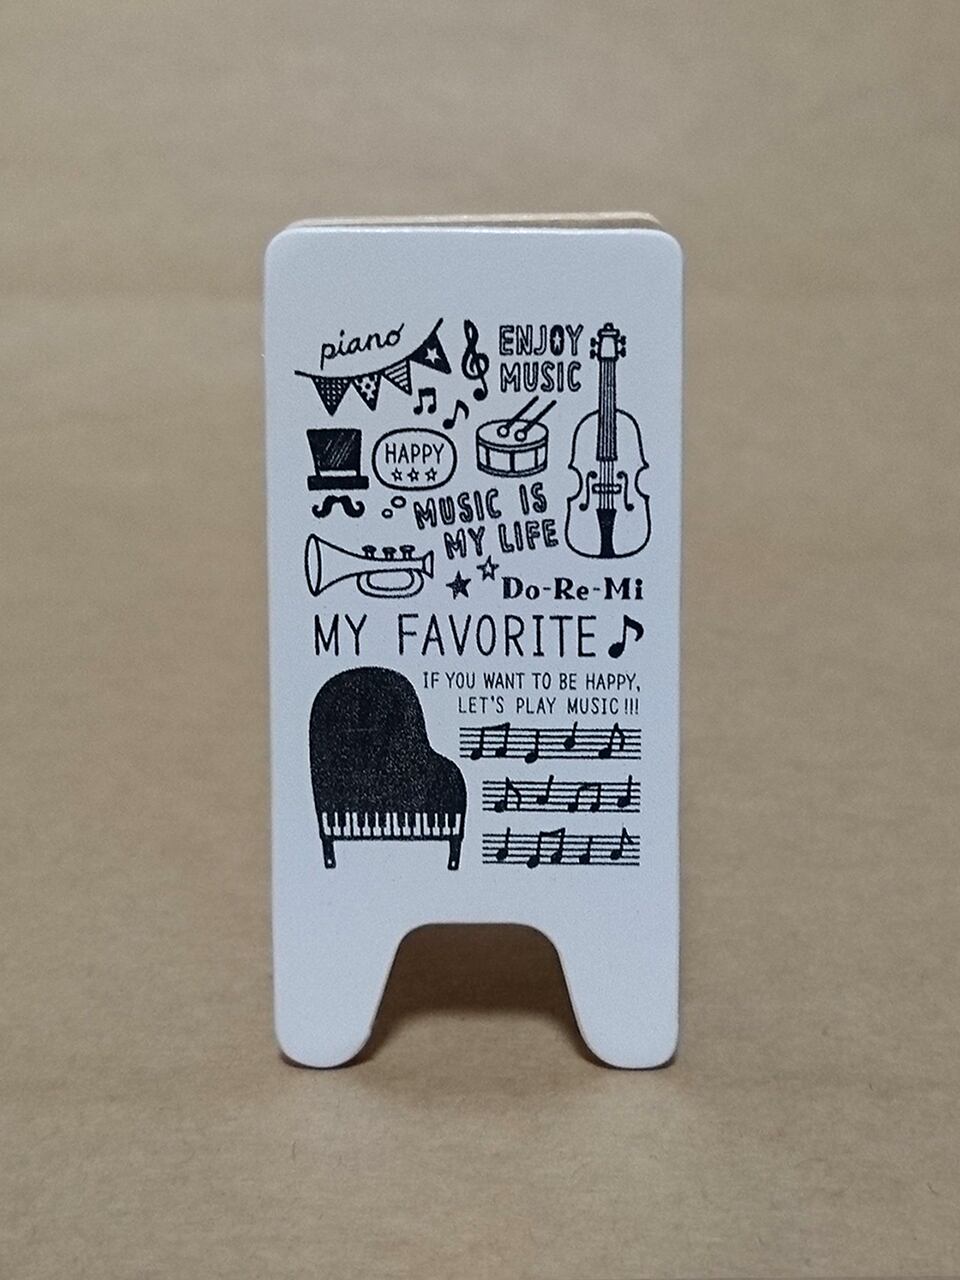 piano
ENJOY
MUSIC
HAPPY
MUSIC IS
MY LIFE
Do-Re-Mi
MY FAVORITE
IF YOU WANT TO BE HAPPY,
LET'S PLAY MUSIC!!!